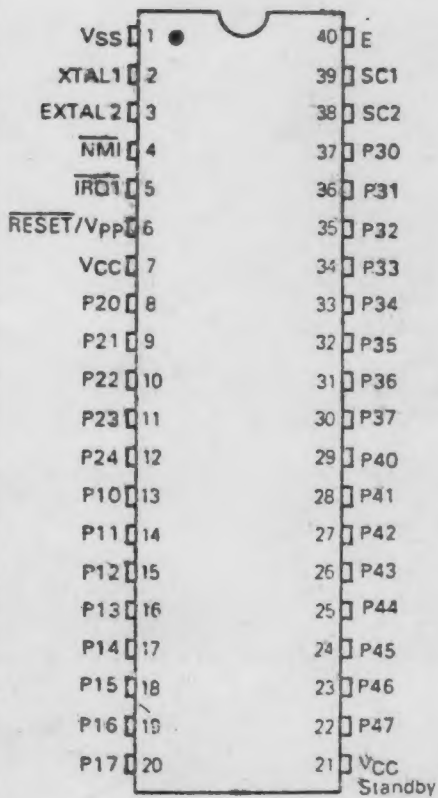 VSS 1 40 E
XTAL1 2 39 SC1
EXTAL2 3 38 SC2
NMI 4 37 P30
IRQ1 5 36 P31
RESET/VPP 6 35 P32
VCC 7 34 P33
P20 8 33 P34
P21 9 32 P35
P22 10 31 P36
P23 11 30 P37
P24 12 29 P40
P10 13 28 P41
P11 14 27 P42
P12 15 26 P43
P13 16 25 P44
P14 17 24 P45
P15 18 23 P46
P16 19 22 P47
P17 20 21 VCC
Standby